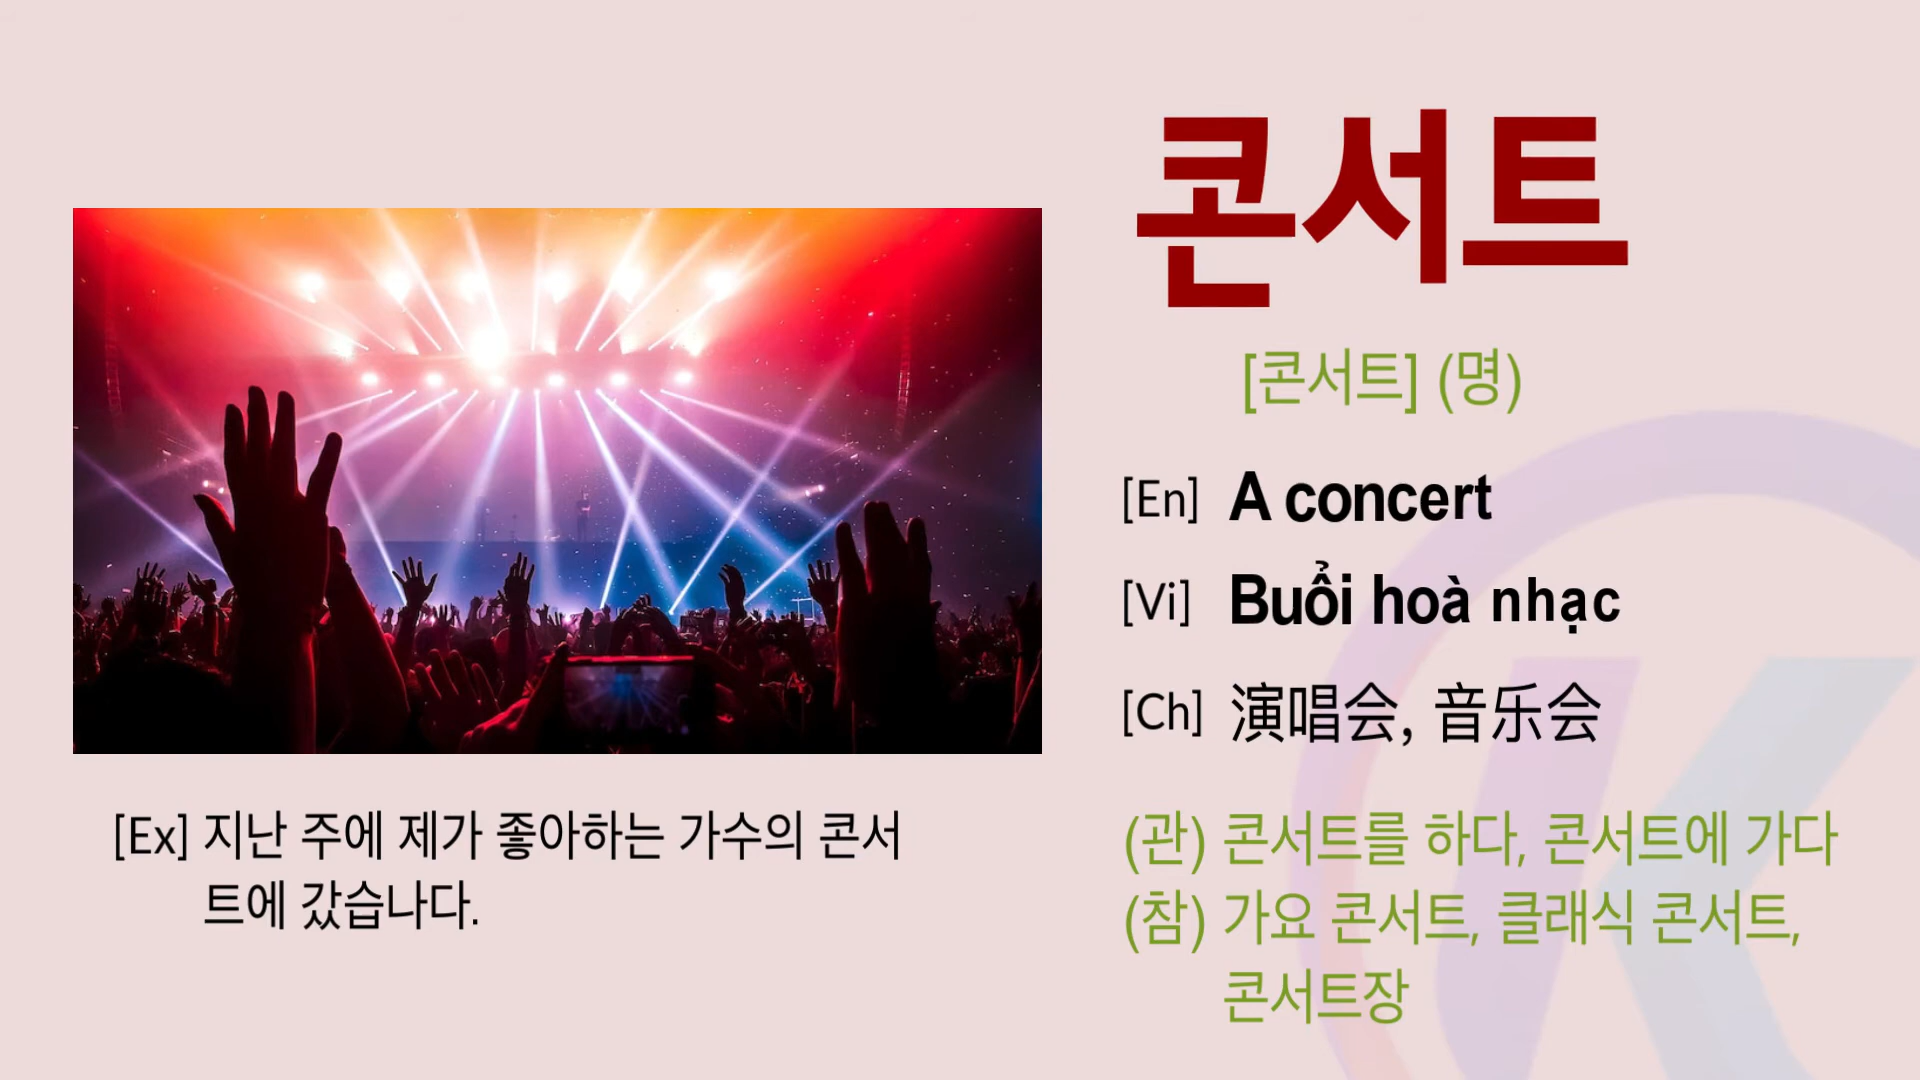 콘서트
[콘서트] (명)
[En] A concert
[Vi] Buổi hoà nhạc
[Ch] 演唱会, 音乐会
[Ex] 지난 주에 제가 좋아하는 가수의 콘서
트에 갔습니다.
(관) 콘서트를 하다, 콘서트에 가다
(참) 가요 콘서트, 클래식 콘서트,
콘서트장